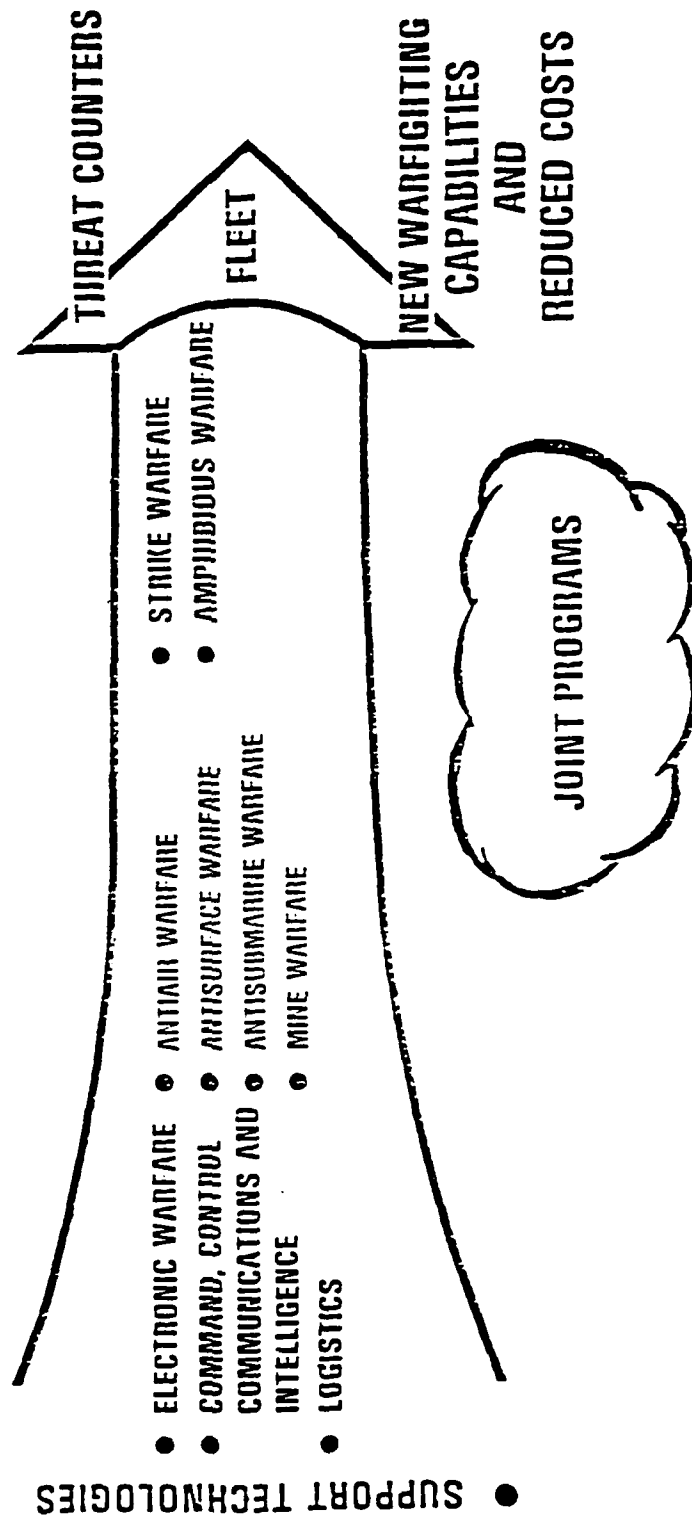 • SUPPORT TECHNOLOGIES
• ELECTRONIC WARFARE
• COMMAND, CONTROL
COMMUNICATIONS AND
INTELLIGENCE
• LOGISTICS
• ANTIAIR WARFARE
• ANTISURFACE WARFARE
• ANTISUBMARINE WARFARE
• MINE WARFARE
• STRIKE WARFARE
• AMPHIBIOUS WARFARE
THREAT COUNTERS
FLEET
NEW WARFIGHTING
CAPABILITIES
AND
REDUCED COSTS
JOINT PROGRAMS